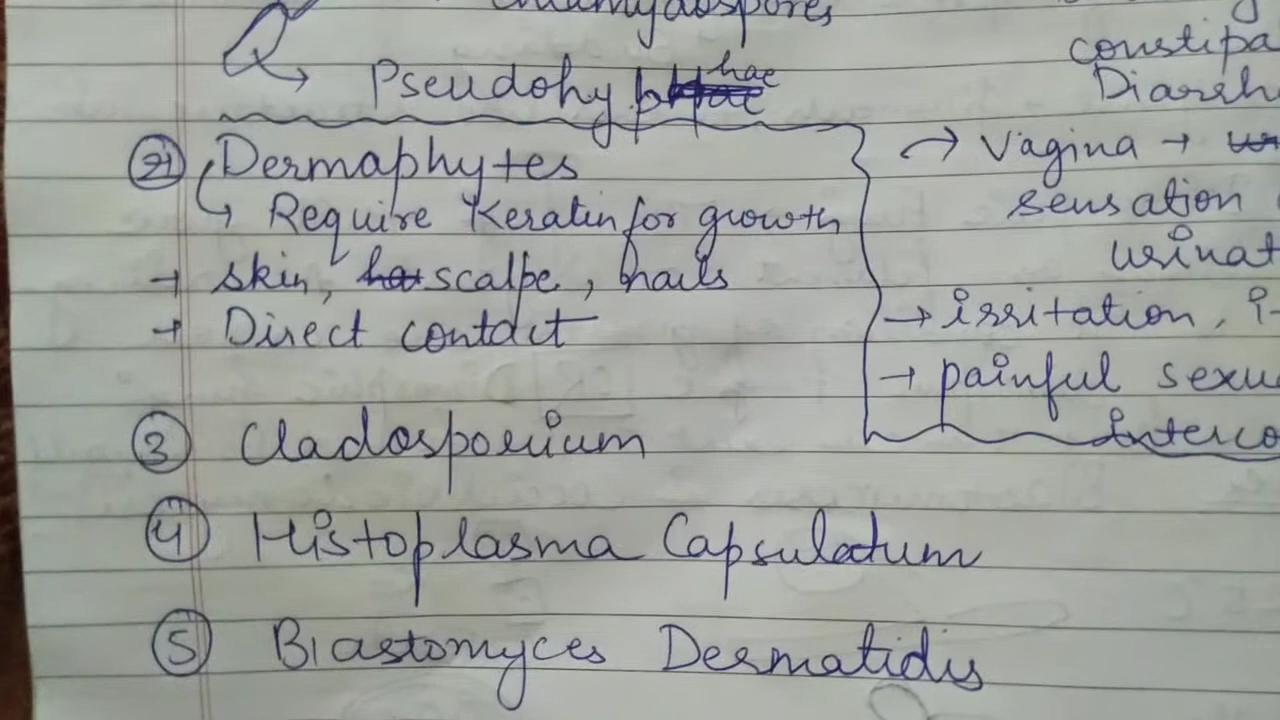 chlamydospores
→ Pseudohyphae
② Dermaphytes
↳ Require Keratin for growth
→ skin, scalpe, nails
→ Direct contact
③ Cladosporium
④ Histoplasma Capsulatum
⑤ Blastomyces Dermatidis
constipa
Diarrh
→ Vagina →
sensation
urinat
→ irritation, i
→ painful sexu
interco